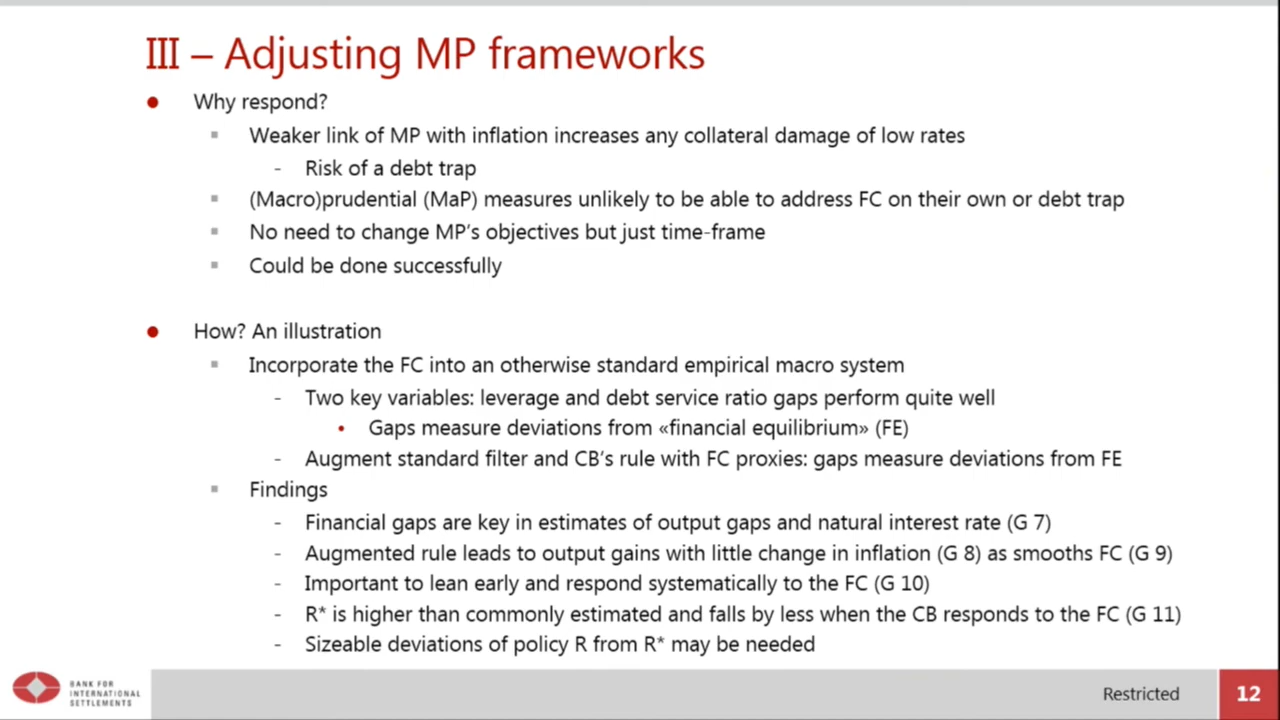 III – Adjusting MP frameworks
Why respond?
Weaker link of MP with inflation increases any collateral damage of low rates
- Risk of a debt trap
(Macro)prudential (MaP) measures unlikely to be able to address FC on their own or debt trap
No need to change MP's objectives but just time-frame
Could be done successfully
How? An illustration
Incorporate the FC into an otherwise standard empirical macro system
- Two key variables: leverage and debt service ratio gaps perform quite well
• Gaps measure deviations from «financial equilibrium» (FE)
- Augment standard filter and CB's rule with FC proxies: gaps measure deviations from FE
Findings
- Financial gaps are key in estimates of output gaps and natural interest rate (G 7)
- Augmented rule leads to output gains with little change in inflation (G 8) as smooths FC (G 9)
- Important to lean early and respond systematically to the FC (G 10)
- R* is higher than commonly estimated and falls by less when the CB responds to the FC (G 11)
- Sizeable deviations of policy R from R* may be needed
BANK FOR
INTERNATIONAL
SETTLEMENTS
Restricted
12